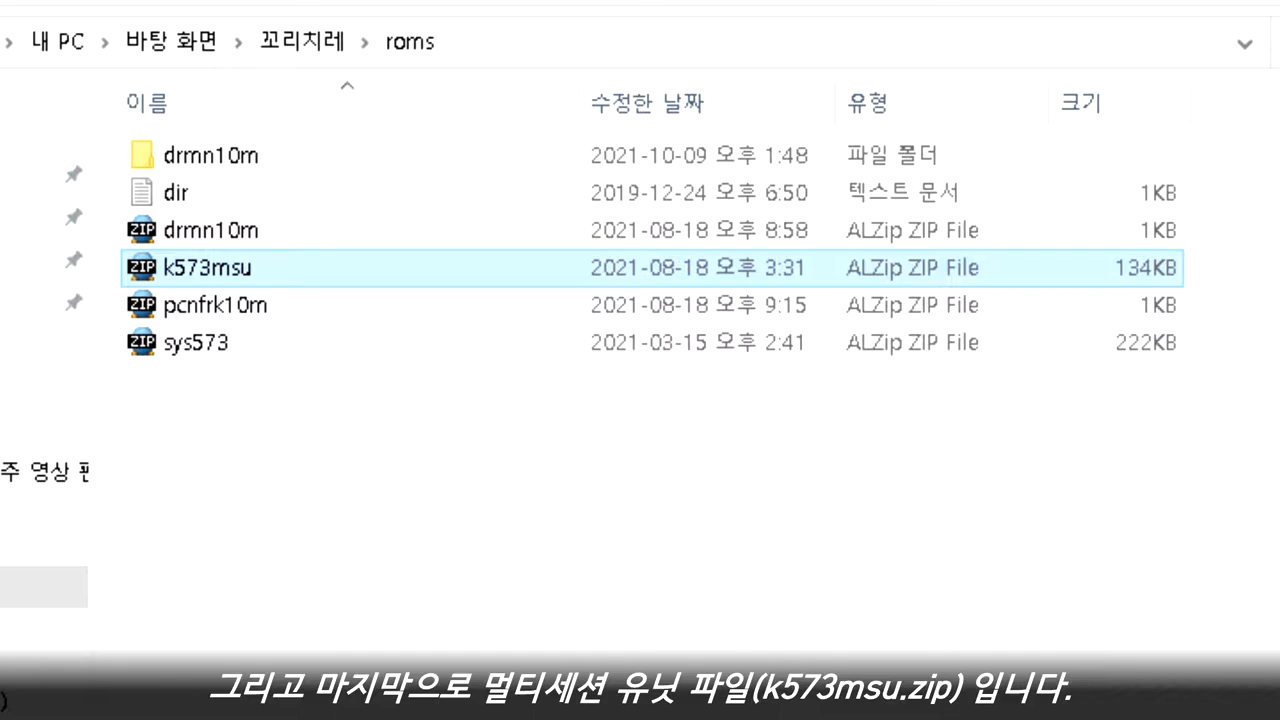 내 PC > 바탕 화면 > 꼬리치레 > roms
이름 수정한 날짜 유형 크기
drmn10m 2021-10-09 오후 1:48 파일 폴더
dir 2019-12-24 오후 6:50 텍스트 문서 1KB
ZIP drmn10m 2021-08-18 오후 8:58 ALZip ZIP File 1KB
ZIP k573msu 2021-08-18 오후 3:31 ALZip ZIP File 134KB
ZIP pcnfrk10m 2021-08-18 오후 9:15 ALZip ZIP File 1KB
ZIP sys573 2021-03-15 오후 2:41 ALZip ZIP File 222KB
주 영상
그리고 마지막으로 멀티세션 유닛 파일(k573msu.zip) 입니다.